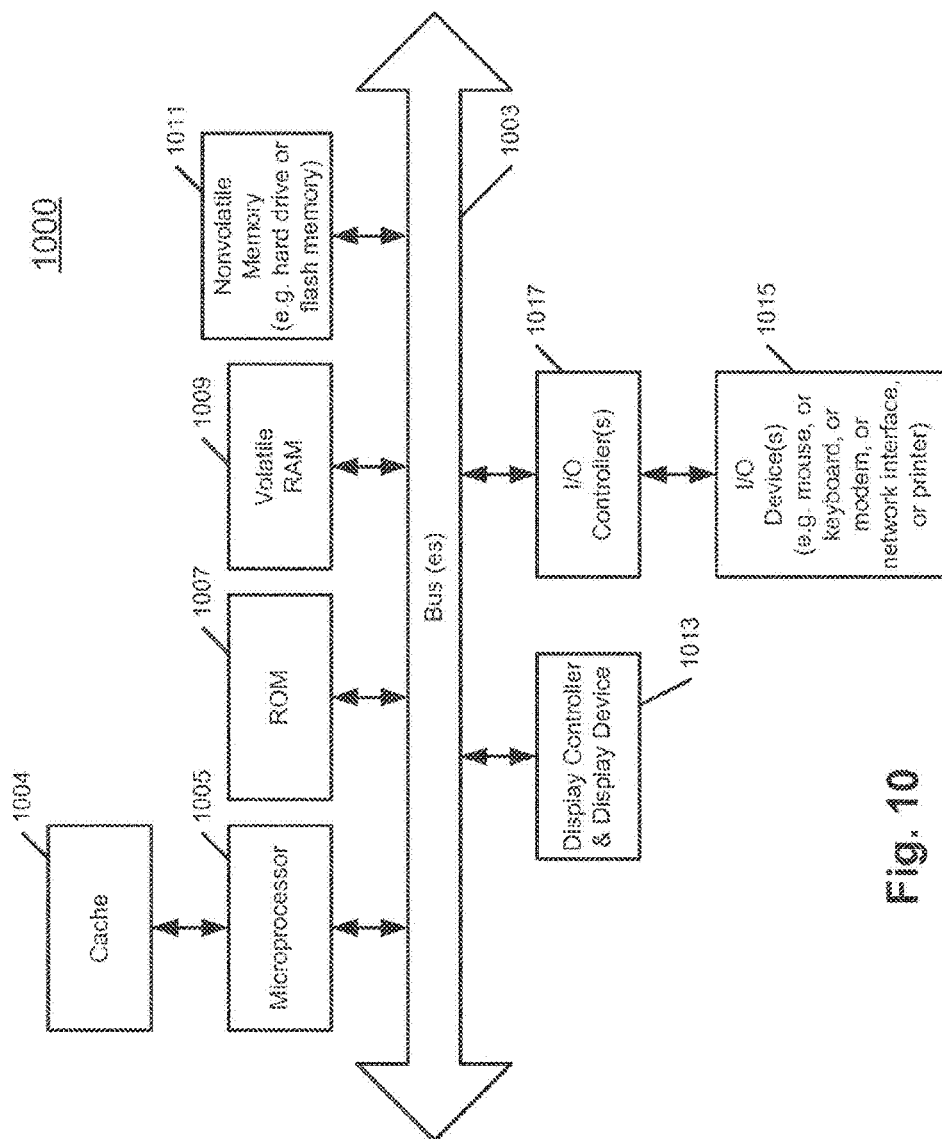 1000
1004
Cache
1005
Microprocessor
1007
ROM
1009
Volatile
RAM
1011
Nonvolatile
Memory
(e.g. hard drive or
flash memory)
Bus (es)
1003
Display Controller
& Display Device
1013
I/O
Controller(s)
1017
I/O
Device(s)
(e.g. mouse, or
keyboard, or
modem, or
network interface,
or printer)
1015
Fig. 10